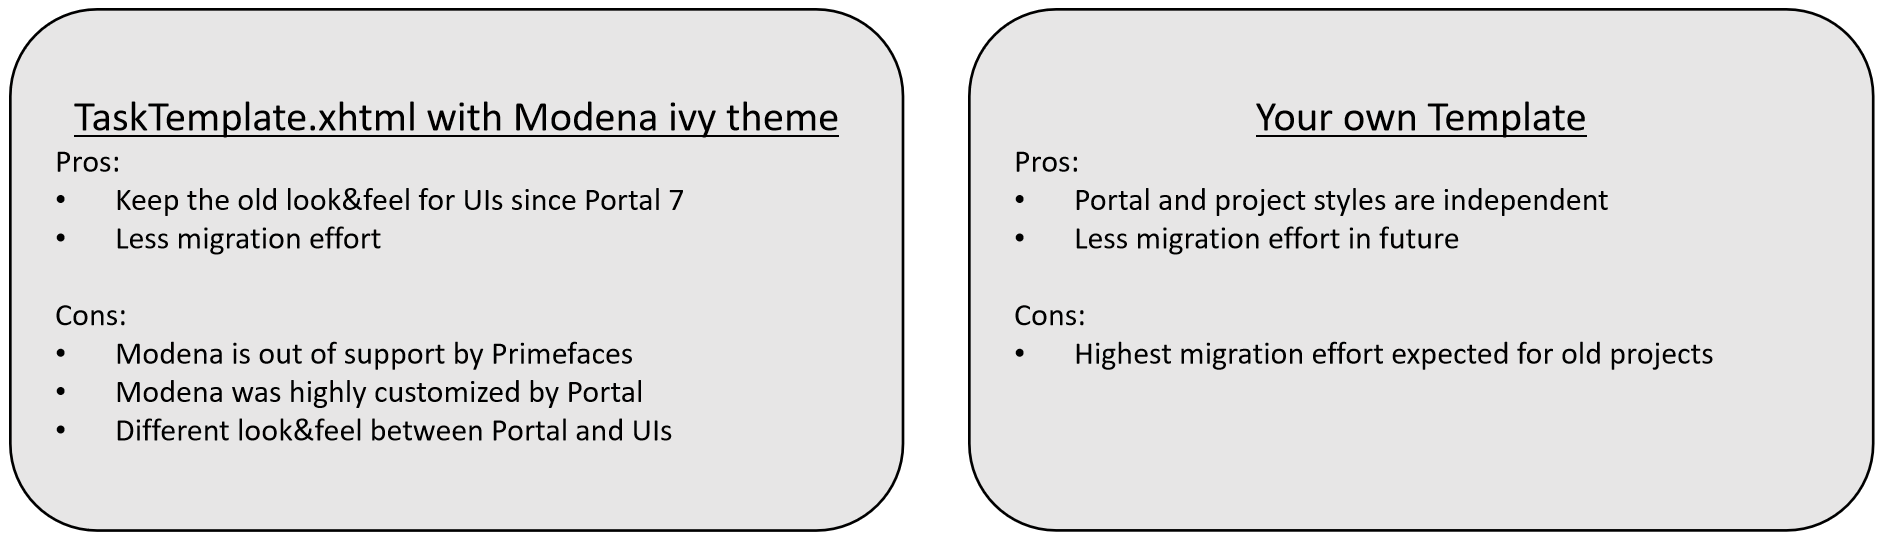 TaskTemplate.xhtml with Modena ivy theme
Pros:
• Keep the old look&feel for UIs since Portal 7
• Less migration effort
Cons:
• Modena is out of support by Primefaces
• Modena was highly customized by Portal
• Different look&feel between Portal and UIs
Your own Template
Pros:
• Portal and project styles are independent
• Less migration effort in future
Cons:
• Highest migration effort expected for old projects